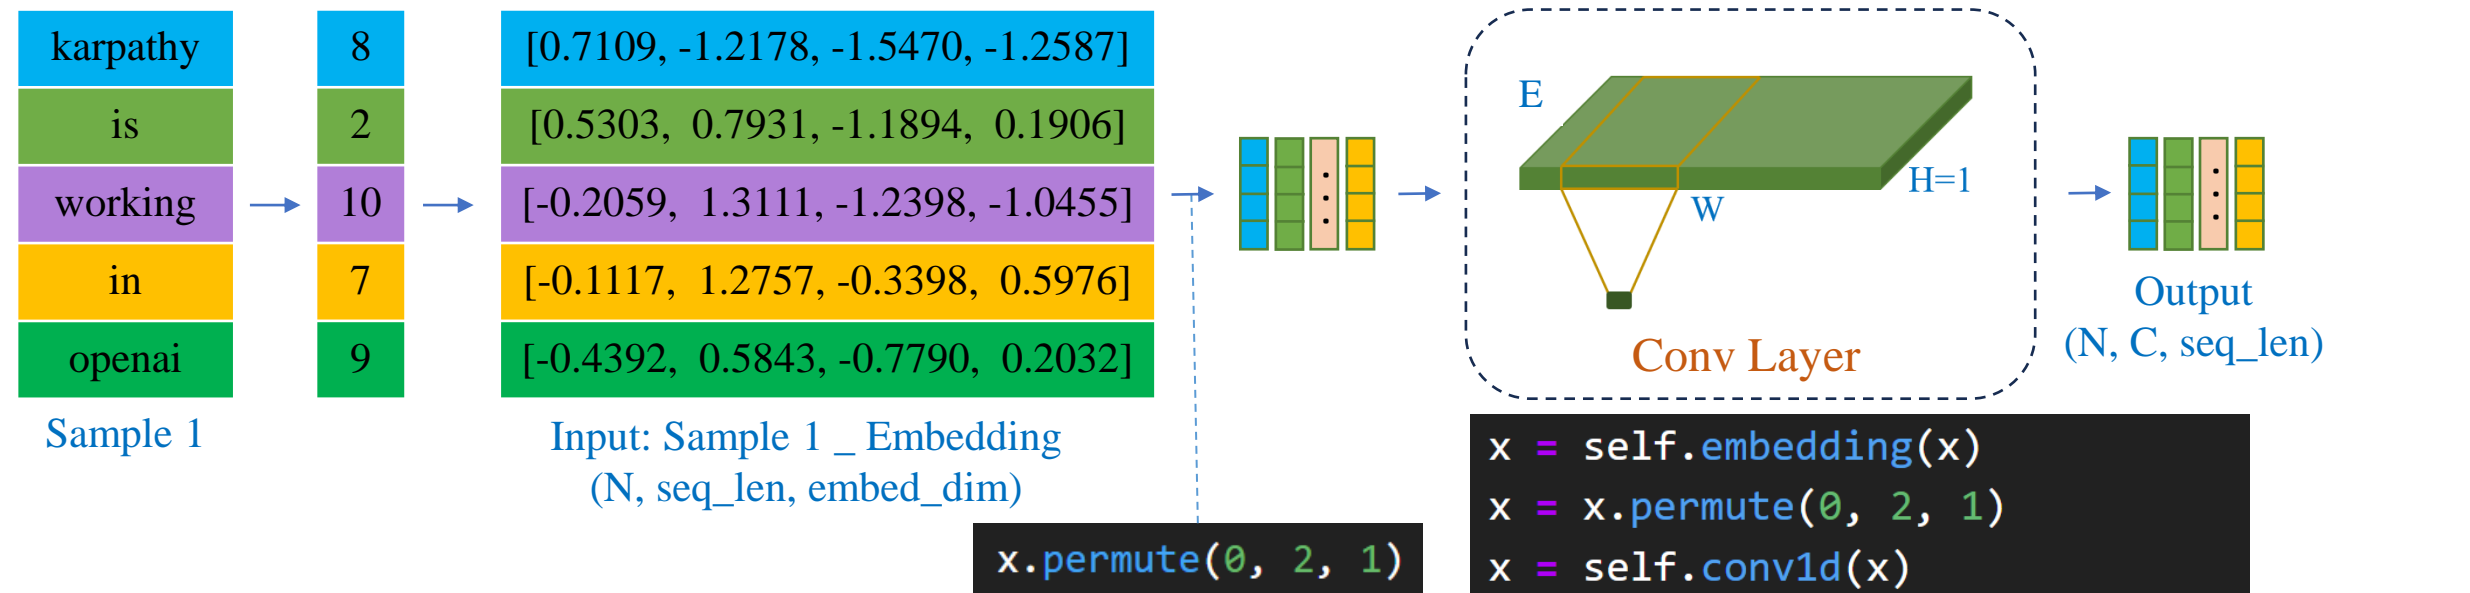 karpathy 8 [0.7109, -1.2178, -1.5470, -1.2587]
is 2 [0.5303, 0.7931, -1.1894, 0.1906]
working 10 [-0.2059, 1.3111, -1.2398, -1.0455]
in 7 [-0.1117, 1.2757, -0.3398, 0.5976]
openai 9 [-0.4392, 0.5843, -0.7790, 0.2032]
Sample 1
Input: Sample 1 _ Embedding
(N, seq_len, embed_dim)
x.permute(0, 2, 1)
E
H=1
W
Conv Layer
Output
(N, C, seq_len)
x = self.embedding(x)
x = x.permute(0, 2, 1)
x = self.conv1d(x)